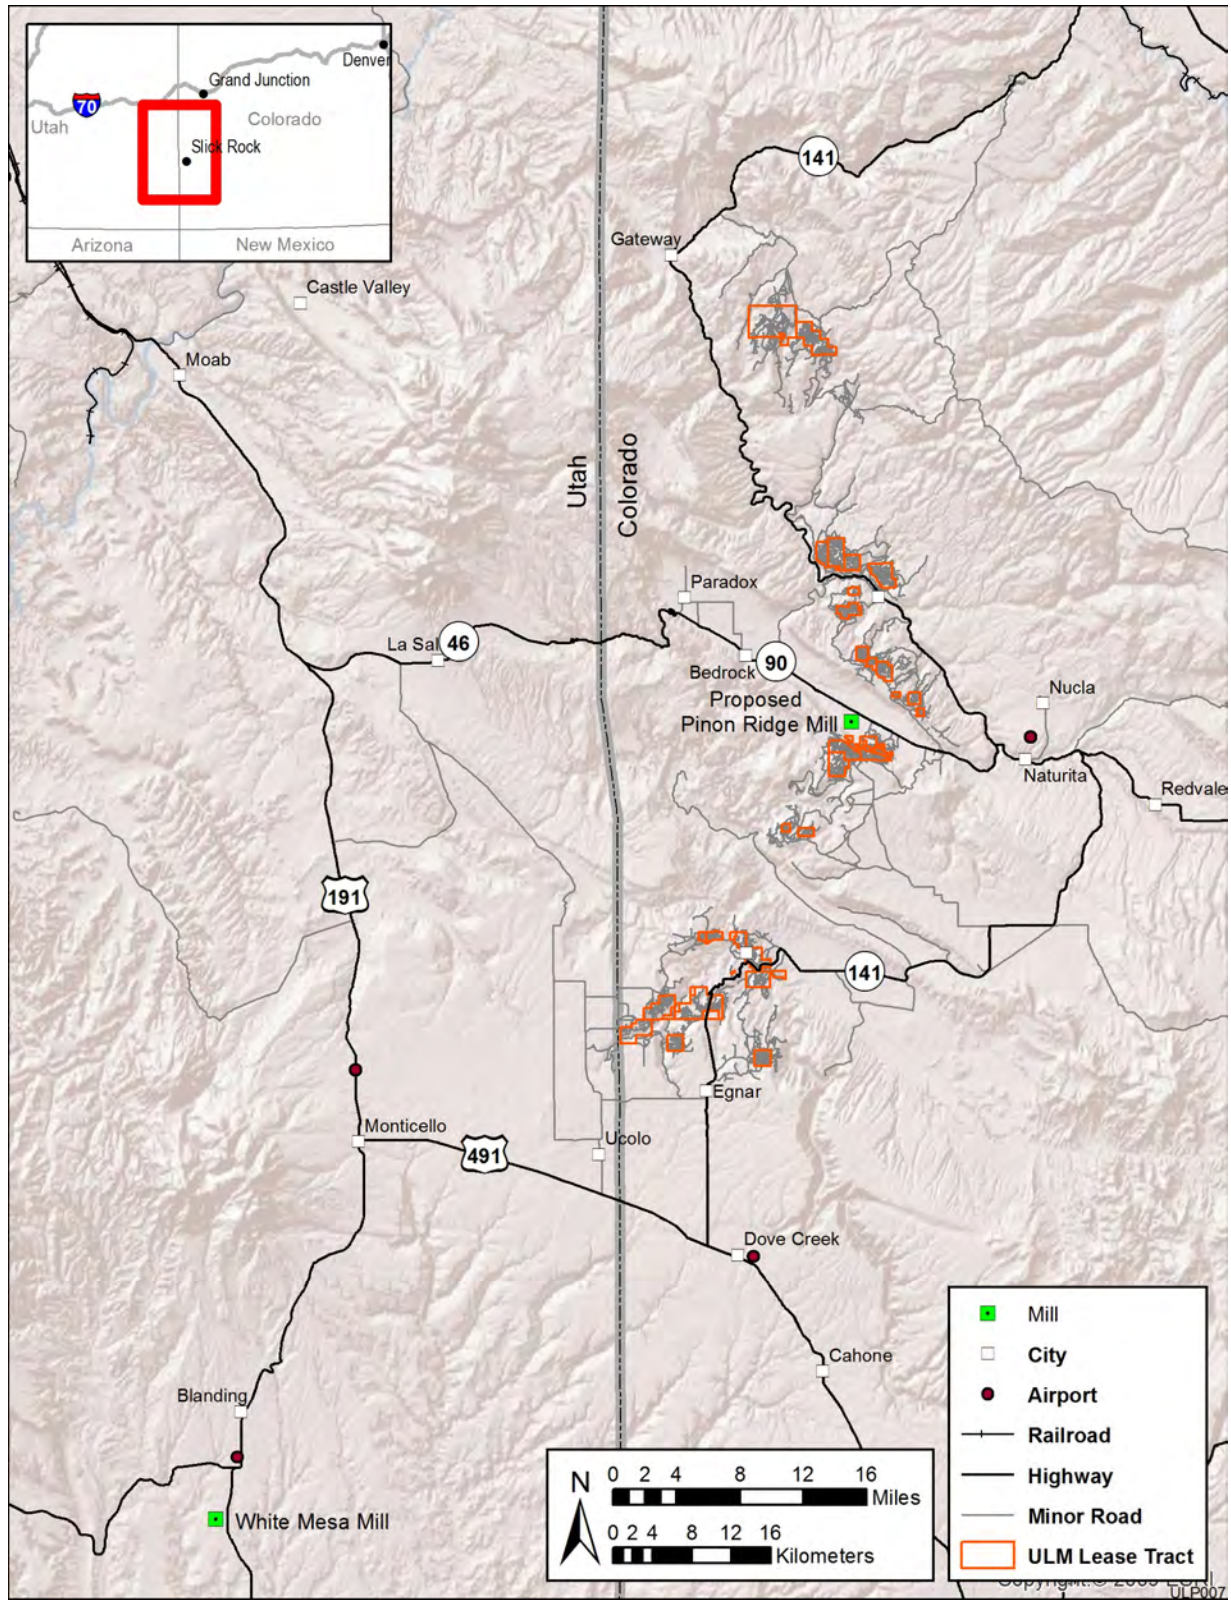 Denver
Grand Junction
70
Utah
Colorado
Slick Rock
Arizona
New Mexico
141
Gateway
Castle Valley
Moab
Utah
Colorado
Paradox
La Sal
46
Bedrock
90
Proposed
Pinon Ridge Mill
Nucla
Naturita
Redvale
191
141
Egnar
Monticello
Ucolo
491
Dove Creek
Cahone
Blanding
White Mesa Mill
N
0 2 4 8 12 16
Miles
0 2 4 8 12 16
Kilometers
Mill
City
Airport
Railroad
Highway
Minor Road
ULM Lease Tract
ULP007